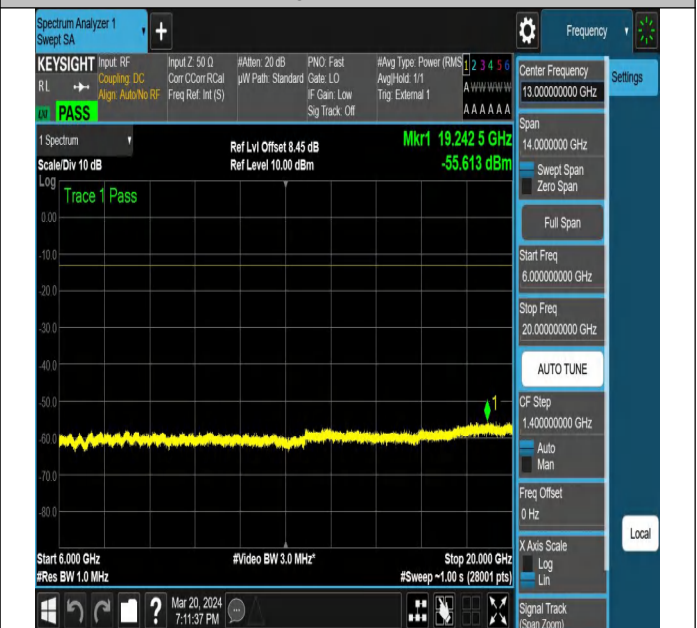 Spectrum Analyzer 1
Swept SA
Frequency
KEYSIGHT
RL
PASS
Input: RF
Coupling: DC
Align: Auto/No RF
Input Z: 50 Ω
Corr CCorr RCal
Freq Ref: Int (S)
#Atten: 20 dB
µW Path: Standard
PNO: Fast
Gate: LO
IF Gain: Low
Sig Track: Off
#Avg Type: Power (RMS
Avg|Hold: 1/1
Trig: External 1
1 2 3 4 5 6
A W W W W W
A A A A A A
1 Spectrum
Scale/Div 10 dB
Ref Lvl Offset 8.45 dB
Ref Level 10.00 dBm
Mkr1 19.242 5 GHz
-55.613 dBm
Log
Trace 1 Pass
0.00
-10.0
-20.0
-30.0
-40.0
-50.0
-60.0
-70.0
-80.0
1
Start 6.000 GHz
#Res BW 1.0 MHz
#Video BW 3.0 MHz*
Stop 20.000 GHz
#Sweep ~1.00 s (28001 pts)
Mar 20, 2024
7:11:37 PM
Center Frequency
13.000000000 GHz
Settings
Span
14.0000000 GHz
Swept Span
Zero Span
Full Span
Start Freq
6.000000000 GHz
Stop Freq
20.000000000 GHz
AUTO TUNE
CF Step
1.400000000 GHz
Auto
Man
Freq Offset
0 Hz
X Axis Scale
Log
Lin
Local
Signal Track
(Span Zoom)